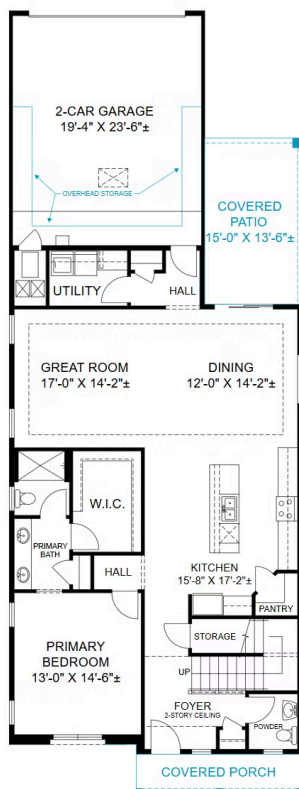 2-CAR GARAGE
19'-4" X 23'-6"±
OVERHEAD STORAGE
COVERED
PATIO
15'-0" X 13'-6"±
UTILITY
HALL
GREAT ROOM
17'-0" X 14'-2"±
DINING
12'-0" X 14'-2"±
W.I.C.
PRIMARY
BATH
HALL
KITCHEN
15'-8" X 17'-2"±
PANTRY
STORAGE
PRIMARY
BEDROOM
13'-0" X 14'-6"±
UP
FOYER
2-STORY CEILING
POWDER
COVERED PORCH